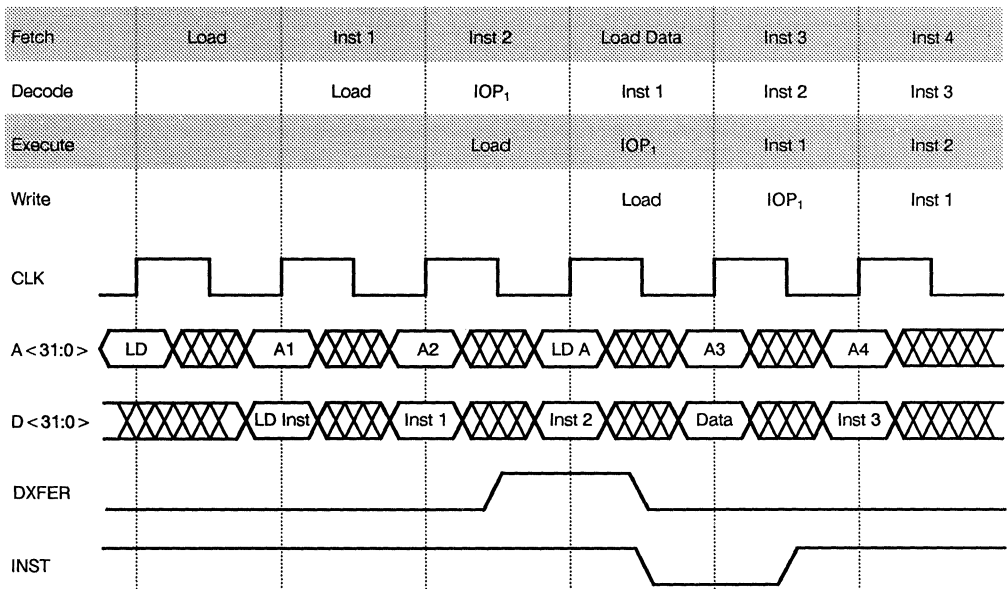 Fetch Load Inst 1 Inst 2 Load Data Inst 3 Inst 4
Decode Load IOP₁ Inst 1 Inst 2 Inst 3
Execute Load IOP₁ Inst 1 Inst 2
Write Load IOP₁ Inst 1
CLK
A<31:0> LD A1 A2 LD A A3 A4
D<31:0> LD Inst Inst 1 Inst 2 Data Inst 3
DXFER
INST